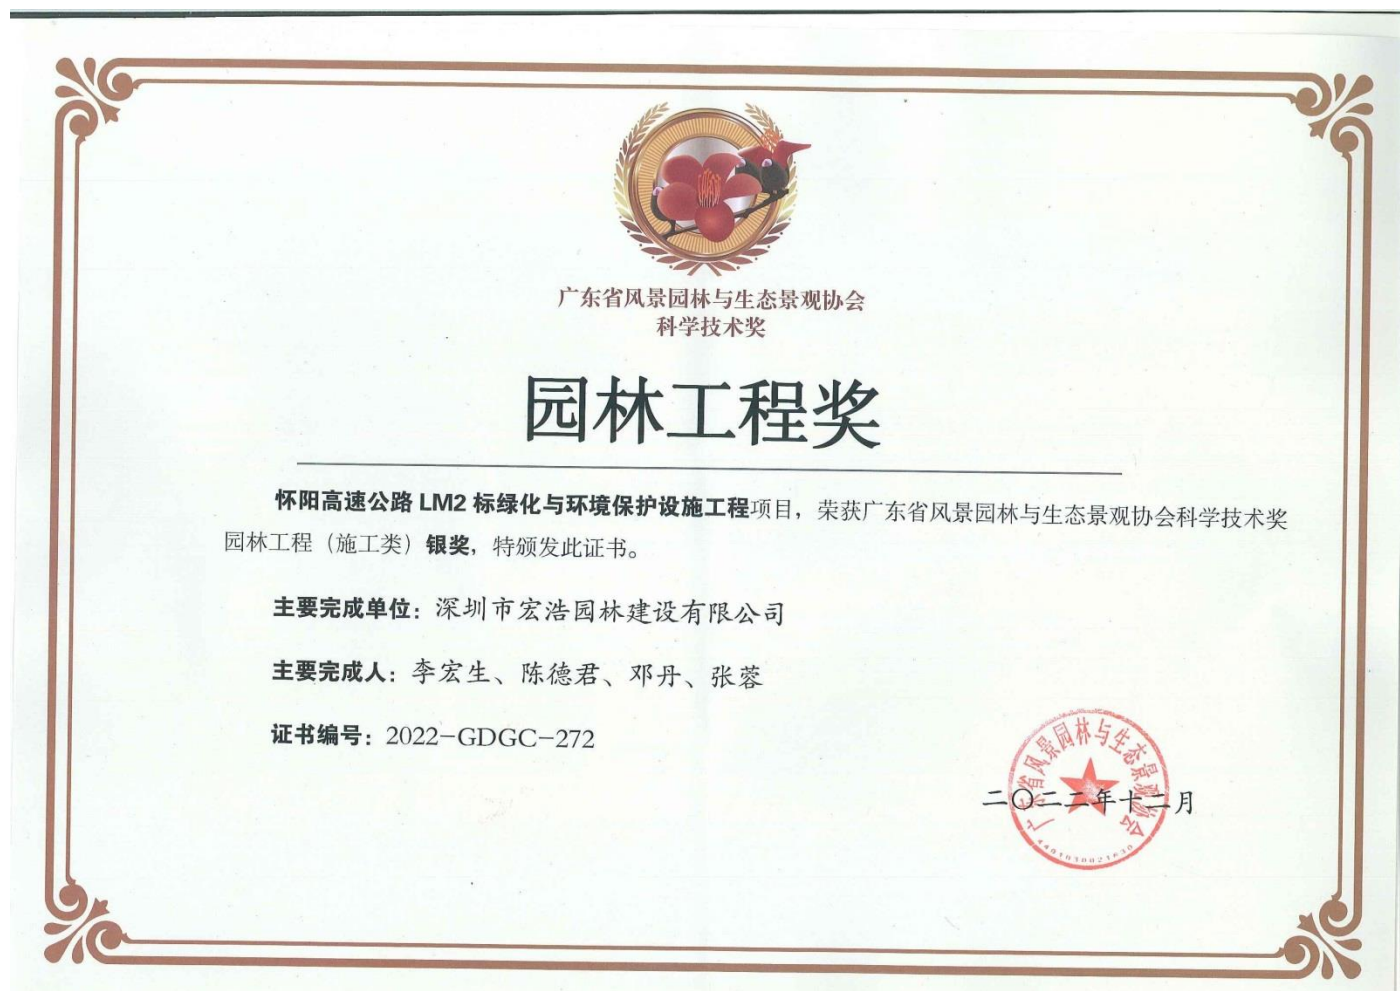 广东省风景园林与生态景观协会
科学技术奖
园林工程奖
怀阳高速公路 LM2 标绿化与环境保护设施工程项目，荣获广东省风景园林与生态景观协会科学技术奖
园林工程（施工类）银奖，特颁发此证书。
主要完成单位：深圳市宏浩园林建设有限公司
主要完成人：李宏生、陈德君、邓丹、张蓉
证书编号：2022-GDGC-272
广东省风景园林与生态景观协会
二〇二二年十二月